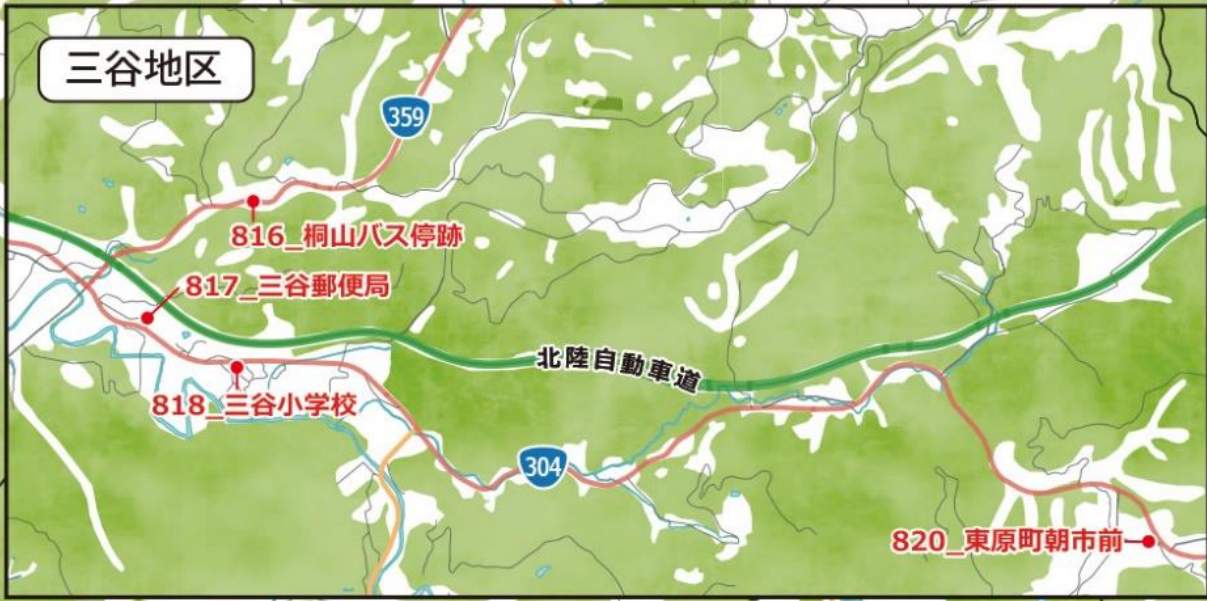 三谷地区
359
816_桐山バス停跡
817_三谷郵便局
北陸自動車道
818_三谷小学校
304
820_東原町朝市前